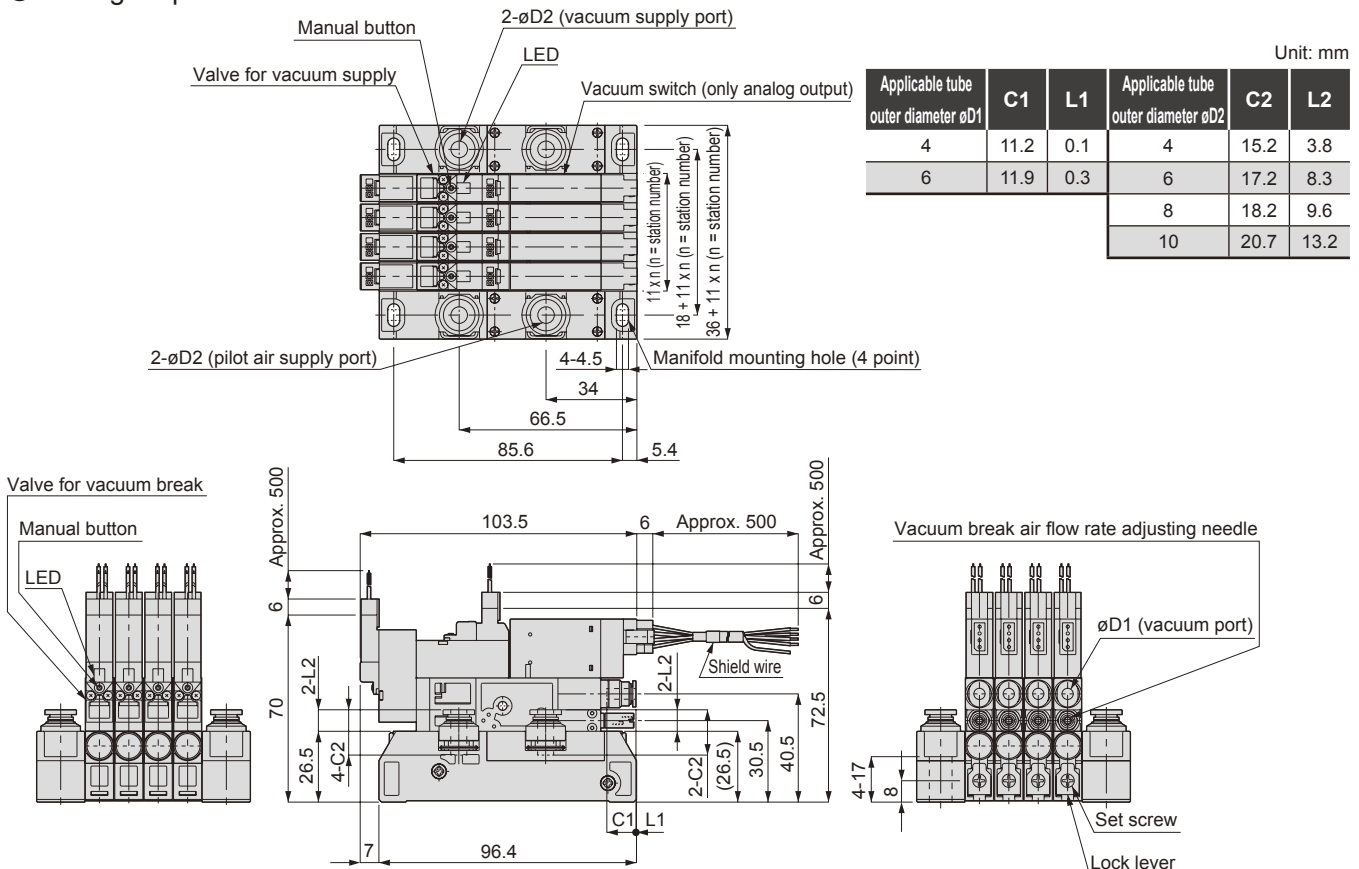 2-øD2 (vacuum supply port)
Manual button
LED
Valve for vacuum supply
Vacuum switch (only analog output)
11 x n (n = station number)
18 + 11 x n (n = station number)
36 + 11 x n (n = station number)
2-øD2 (pilot air supply port)
4-4.5
Manifold mounting hole (4 point)
34
66.5
85.6
5.4
Unit: mm
Applicable tube outer diameter øD1 C1 L1 Applicable tube outer diameter øD2 C2 L2
4 11.2 0.1 4 15.2 3.8
6 11.9 0.3 6 17.2 8.3
8 18.2 9.6
10 20.7 13.2
Valve for vacuum break
Manual button
LED
Approx. 500
103.5
6
Approx. 500
Approx. 500
6
6
Shield wire
2-L2
2-L2
70
26.5
4-C2
2-C2
(26.5)
30.5
40.5
72.5
C1
L1
7
96.4
Vacuum break air flow rate adjusting needle
øD1 (vacuum port)
4-17
8
Set screw
Lock lever